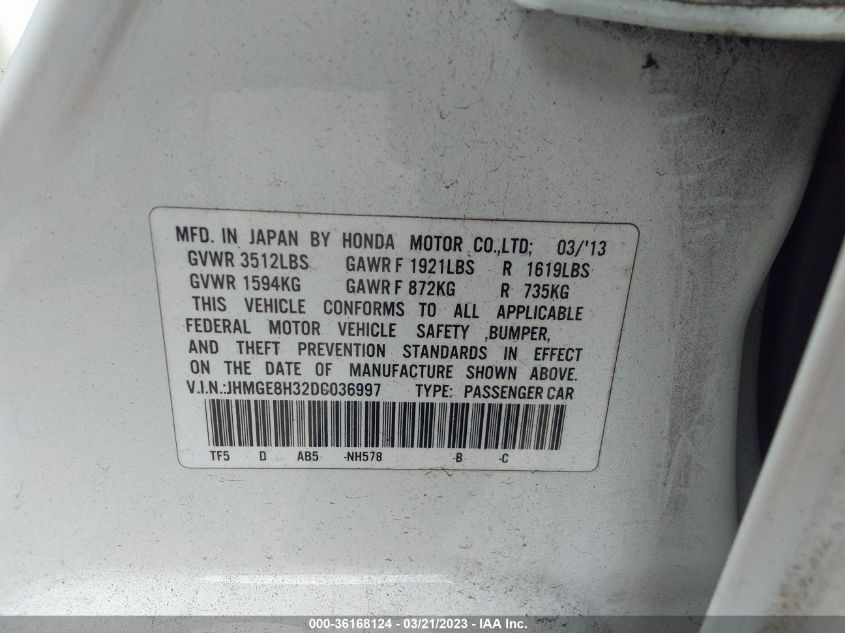 MFD. IN JAPAN BY HONDA MOTOR CO.,LTD; 03/'13
GVWR 3512LBS GAWR F 1921LBS R 1619LBS
GVWR 1594KG GAWR F 872KG R 735KG
THIS VEHICLE CONFORMS TO ALL APPLICABLE
FEDERAL MOTOR VEHICLE SAFETY ,BUMPER,
AND THEFT PREVENTION STANDARDS IN EFFECT
ON THE DATE OF MANUFACTURE SHOWN ABOVE.
V.I.N.:JHMGE8H32DC036997 TYPE: PASSENGER CAR
TF5 D AB5 -NH578 -B -C
000-36168124 - 03/21/2023 - IAA Inc.